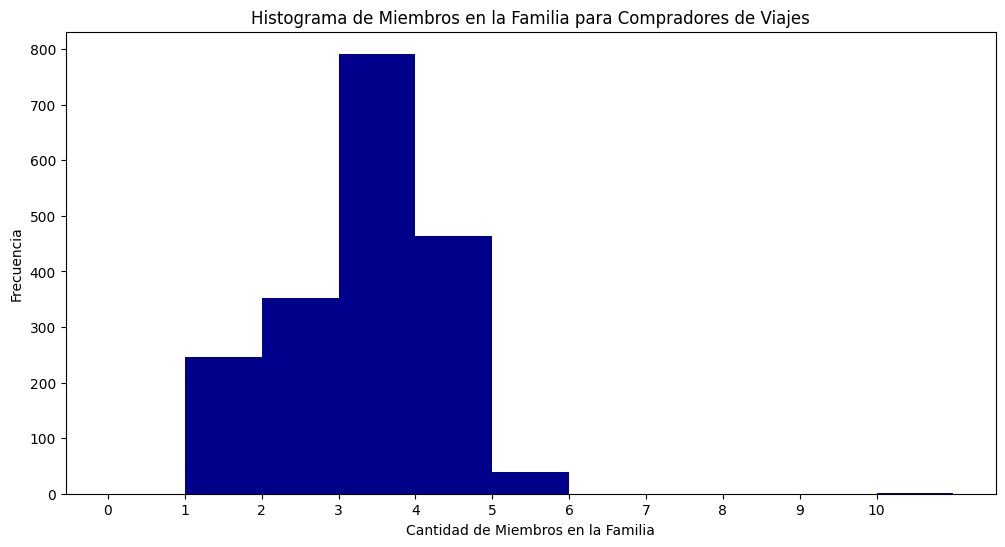 Histograma de Miembros en la Familia para Compradores de Viajes
800
700
600
500
400
300
200
100
0
Frecuencia
0 1 2 3 4 5 6 7 8 9 10
Cantidad de Miembros en la Familia